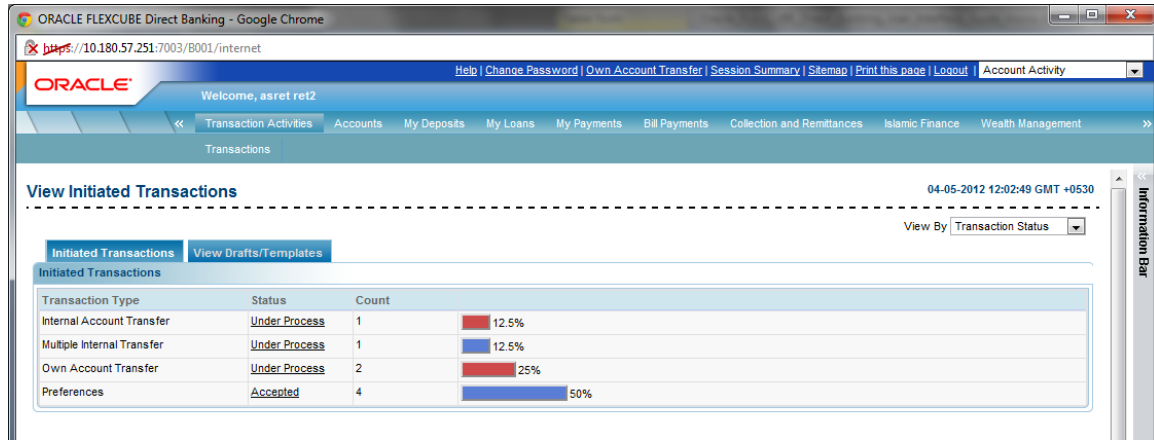 ORACLE FLEXCUBE Direct Banking - Google Chrome
https://10.180.57.251:7003/B001/internet
Help | Change Password | Own Account Transfer | Session Summary | Sitemap | Print this page | Logout | Account Activity
ORACLE
Welcome, asret ret2
« Transaction Activities Accounts My Deposits My Loans My Payments Bill Payments Collection and Remittances Islamic Finance Wealth Management »
Transactions
View Initiated Transactions 04-05-2012 12:02:49 GMT +0530
View By Transaction Status
Initiated Transactions View Drafts/Templates
Initiated Transactions
Transaction Type Status Count
Internal Account Transfer Under Process 1 12.5%
Multiple Internal Transfer Under Process 1 12.5%
Own Account Transfer Under Process 2 25%
Preferences Accepted 4 50%
« Information Bar